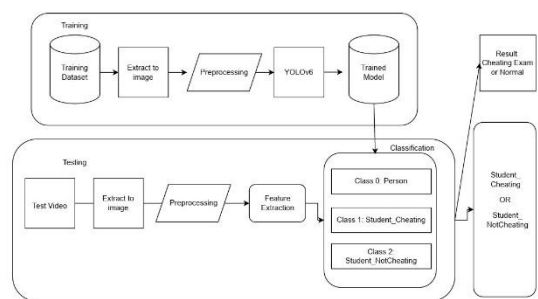 Training
Training
Dataset
Extract to
image
Preprocessing
YOLOv6
Trained
Model
Result
Cheating Exam
or Normal
Testing
Classification
Test Video
Extract to
image
Preprocessing
Feature
Extraction
Class 0: Person
Class 1: Student_Cheating
Class 2:
Student_NotCheating
Student_
Cheating
OR
Student_
NotCheating